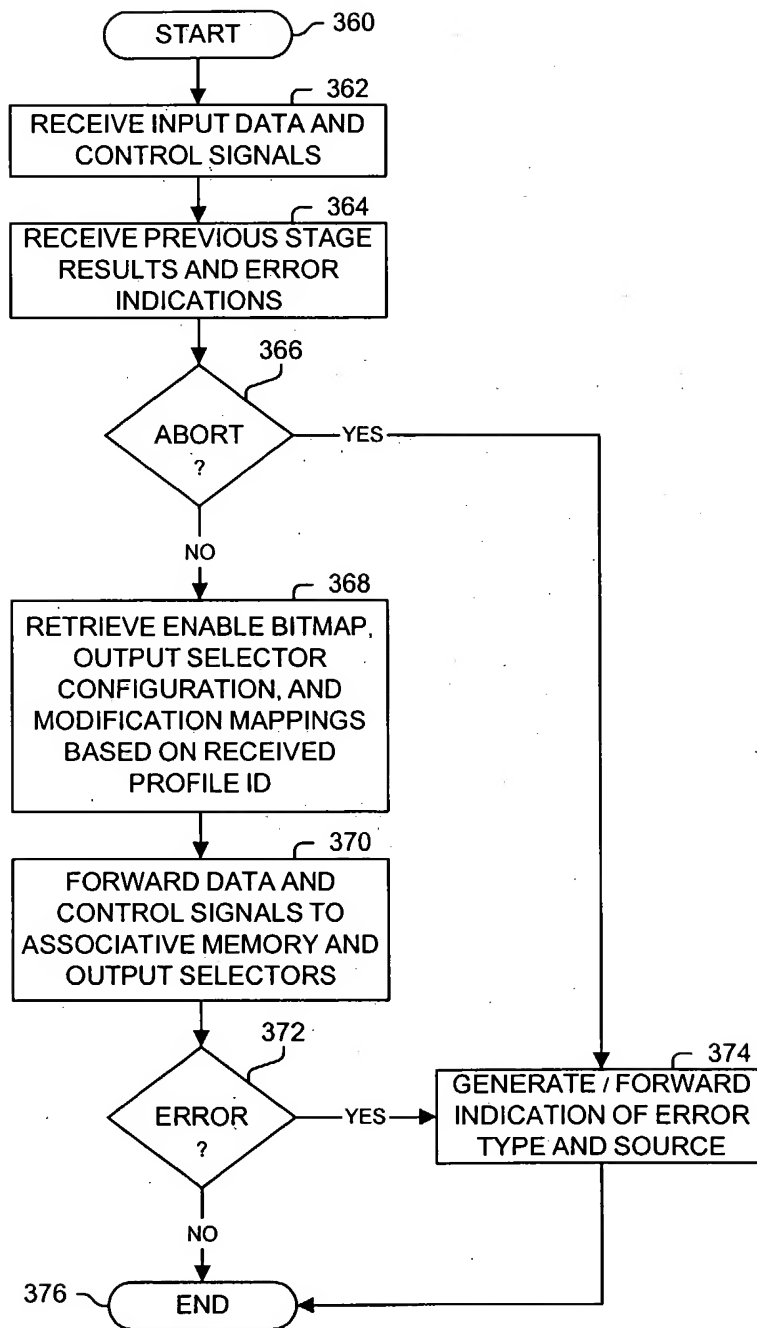 START
360
362
RECEIVE INPUT DATA AND
CONTROL SIGNALS
364
RECEIVE PREVIOUS STAGE
RESULTS AND ERROR
INDICATIONS
366
ABORT
?
YES
NO
368
RETRIEVE ENABLE BITMAP,
OUTPUT SELECTOR
CONFIGURATION, AND
MODIFICATION MAPPINGS
BASED ON RECEIVED
PROFILE ID
370
FORWARD DATA AND
CONTROL SIGNALS TO
ASSOCIATIVE MEMORY AND
OUTPUT SELECTORS
372
ERROR
?
YES
374
GENERATE / FORWARD
INDICATION OF ERROR
TYPE AND SOURCE
NO
376
END